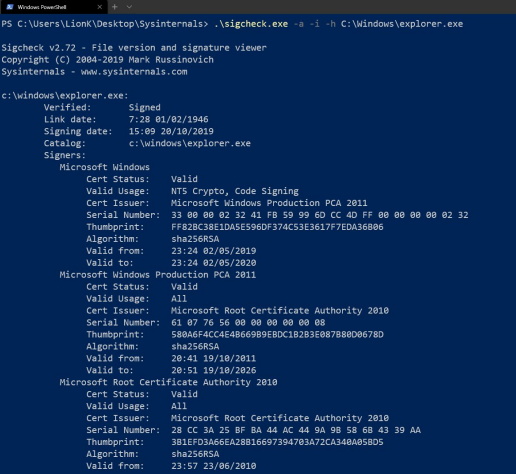 Windows PowerShell
PS C:\Users\LionK\Desktop\Sysinternals> .\sigcheck.exe -a -i -h C:\Windows\explorer.exe
Sigcheck v2.72 - File version and signature viewer
Copyright (C) 2004-2019 Mark Russinovich
Sysinternals - www.sysinternals.com
c:\windows\explorer.exe:
Verified: Signed
Link date: 7:28 01/02/1946
Signing date: 15:09 20/10/2019
Catalog: c:\windows\explorer.exe
Signers:
Microsoft Windows
Cert Status: Valid
Valid Usage: NT5 Crypto, Code Signing
Cert Issuer: Microsoft Windows Production PCA 2011
Serial Number: 33 00 00 02 32 41 FB 59 99 6D CC 4D FF 00 00 00 00 02 32
Thumbprint: FF82BC38E1DA5E596DF374C53E3617F7EDA36B06
Algorithm: sha256RSA
Valid from: 23:24 02/05/2019
Valid to: 23:24 02/05/2020
Microsoft Windows Production PCA 2011
Cert Status: Valid
Valid Usage: All
Cert Issuer: Microsoft Root Certificate Authority 2010
Serial Number: 61 07 76 56 00 00 00 00 00 08
Thumbprint: 580A6F4CC4E4B669B9EBDC1B2B3E087B80D0678D
Algorithm: sha256RSA
Valid from: 20:41 19/10/2011
Valid to: 20:51 19/10/2026
Microsoft Root Certificate Authority 2010
Cert Status: Valid
Valid Usage: All
Cert Issuer: Microsoft Root Certificate Authority 2010
Serial Number: 28 CC 3A 25 BF BA 44 AC 44 9A 9B 58 6B 43 39 AA
Thumbprint: 3B1EFD3A66EA28B16697394703A72CA340A05BD5
Algorithm: sha256RSA
Valid from: 23:57 23/06/2010